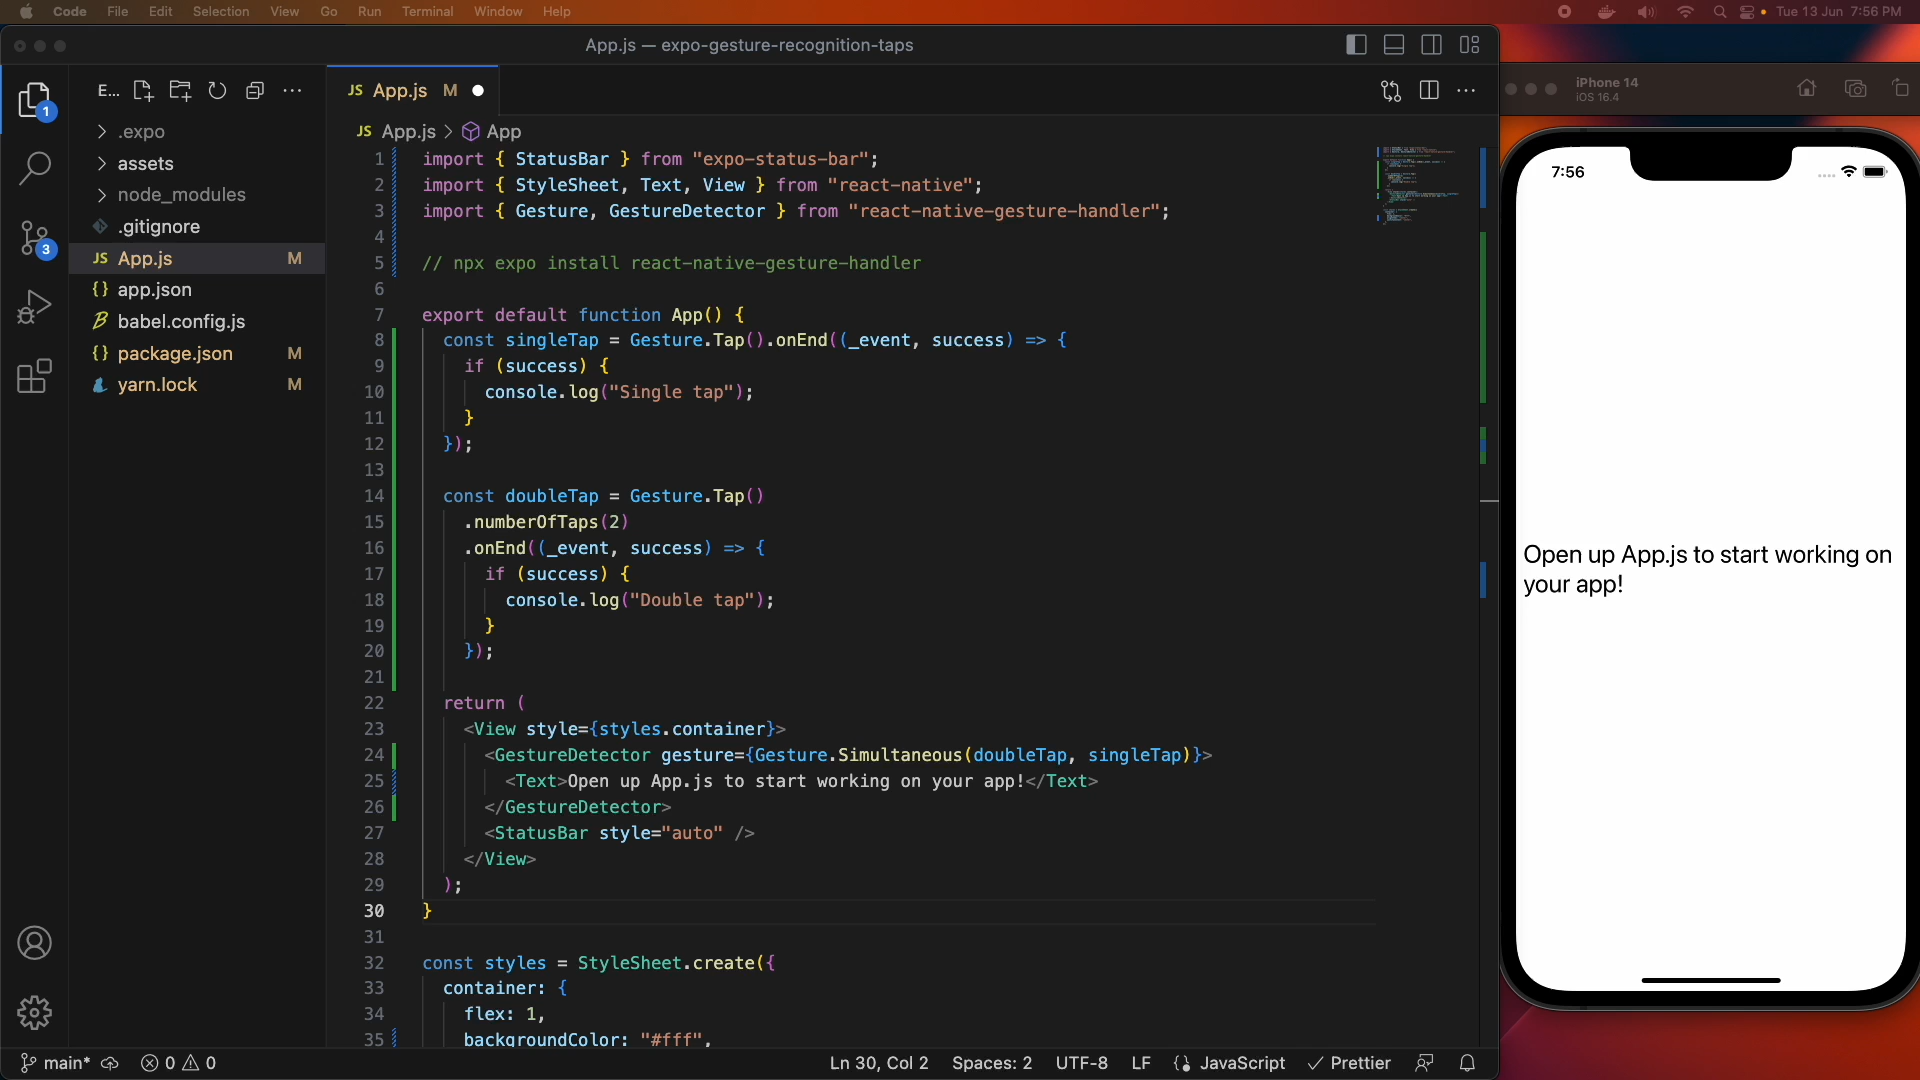 Code File Edit Selection View Go Run Terminal Window Help
Tue 13 Jun 7:56 PM
App.js — expo-gesture-recognition-taps
E...
.expo
assets
node_modules
.gitignore
JS App.js M
{} app.json
babel.config.js
{} package.json M
yarn.lock M
1
3
JS App.js M
JS App.js > App
1 import { StatusBar } from "expo-status-bar";
2 import { StyleSheet, Text, View } from "react-native";
3 import { Gesture, GestureDetector } from "react-native-gesture-handler";
4
5 // npx expo install react-native-gesture-handler
6
7 export default function App() {
8 const singleTap = Gesture.Tap().onEnd((_event, success) => {
9 if (success) {
10 console.log("Single tap");
11 }
12 });
13
14 const doubleTap = Gesture.Tap()
15 .numberOfTaps(2)
16 .onEnd((_event, success) => {
17 if (success) {
18 console.log("Double tap");
19 }
20 });
21
22 return (
23 <View style={styles.container}>
24 <GestureDetector gesture={Gesture.Simultaneous(doubleTap, singleTap)}>
25 <Text>Open up App.js to start working on your app!</Text>
26 </GestureDetector>
27 <StatusBar style="auto" />
28 </View>
29 );
30 }
31
32 const styles = StyleSheet.create({
33 container: {
34 flex: 1,
35 backgroundColor: "#fff",
main* 0 0
Ln 30, Col 2 Spaces: 2 UTF-8 LF {} JavaScript Prettier
iPhone 14
iOS 16.4
7:56
Open up App.js to start working on
your app!